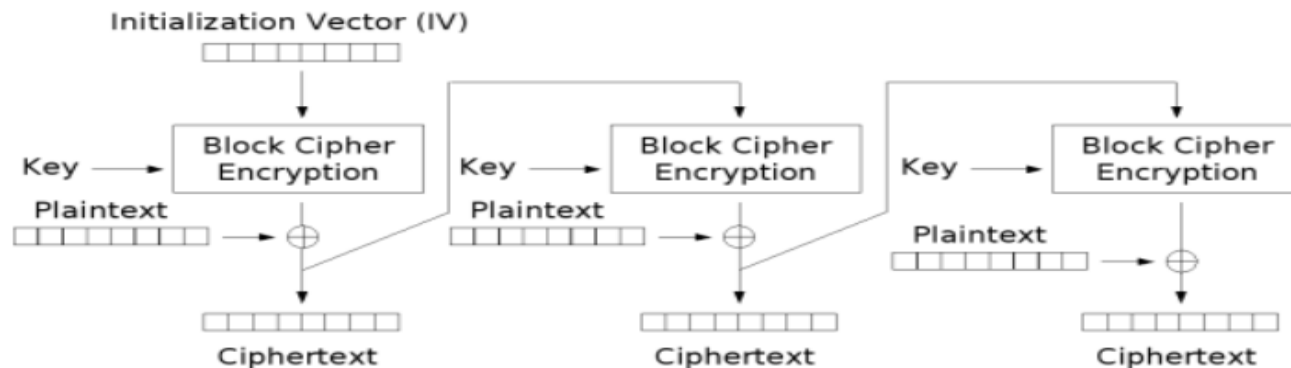 Initialization Vector (IV)
Block Cipher
Encryption
Key
Plaintext
Ciphertext
Block Cipher
Encryption
Key
Plaintext
Ciphertext
Block Cipher
Encryption
Key
Plaintext
Ciphertext